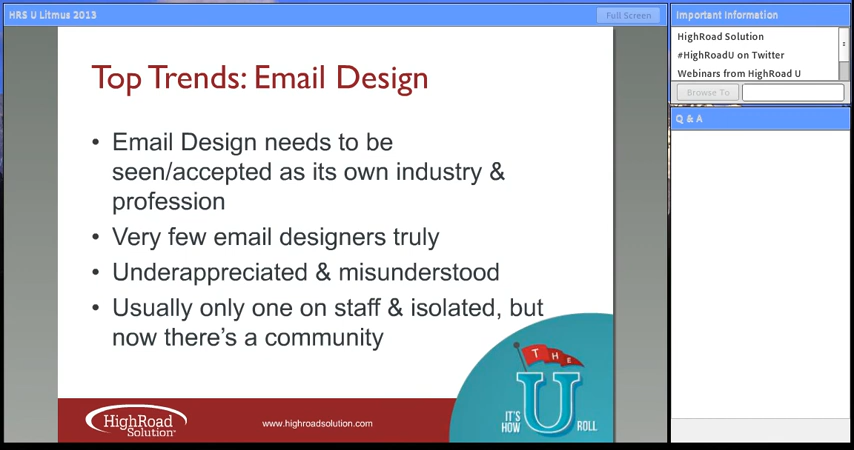 HRS U Litmus 2013
Full Screen
Top Trends: Email Design
• Email Design needs to be
seen/accepted as its own industry &
profession
• Very few email designers truly
• Underappreciated & misunderstood
• Usually only one on staff & isolated, but
now there's a community
HighRoad
Solution
www.highroadsolution.com
THE
U
IT'S
HOW
ROLL
Important Information
HighRoad Solution
#HighRoadU on Twitter
Webinars from HighRoad U
Browse To
Q & A